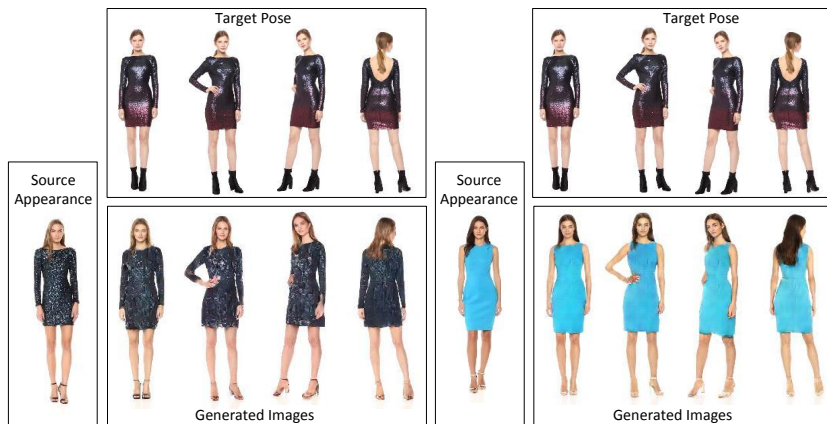 Target Pose
Source
Appearance
Generated Images
Target Pose
Source
Appearance
Generated Images